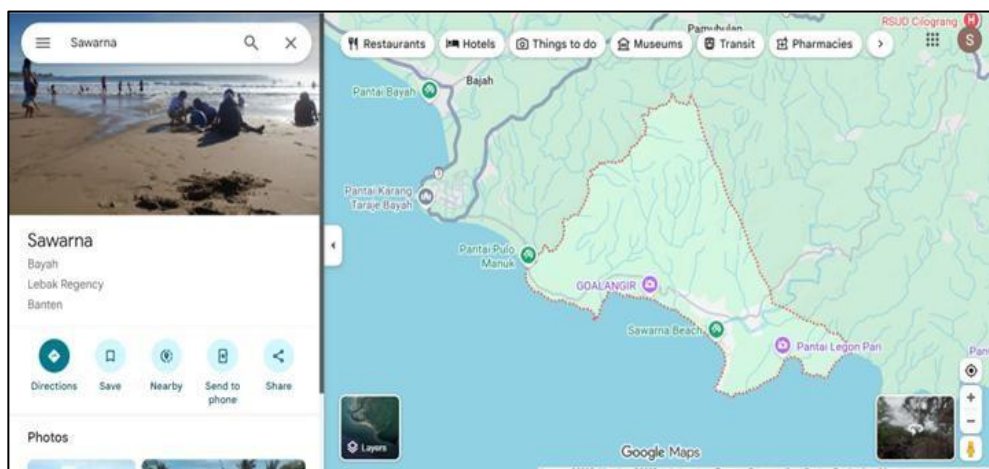 Sawarna
Sawarna
Bayah
Lebak Regency
Banten
Directions
Save
Nearby
Send to
phone
Share
Photos
Restaurants
Hotels
Things to do
Museums
Transit
Pharmacies
RSUD Cilograng
H
S
Pamubulan
Bajah
Pantai Bayah
Pantai Karang
Taraje Bayah
Pantai Pulo
Manuk
GOALANGIR
Sawarna Beach
Pantai Legon Pari
Layers
Google Maps